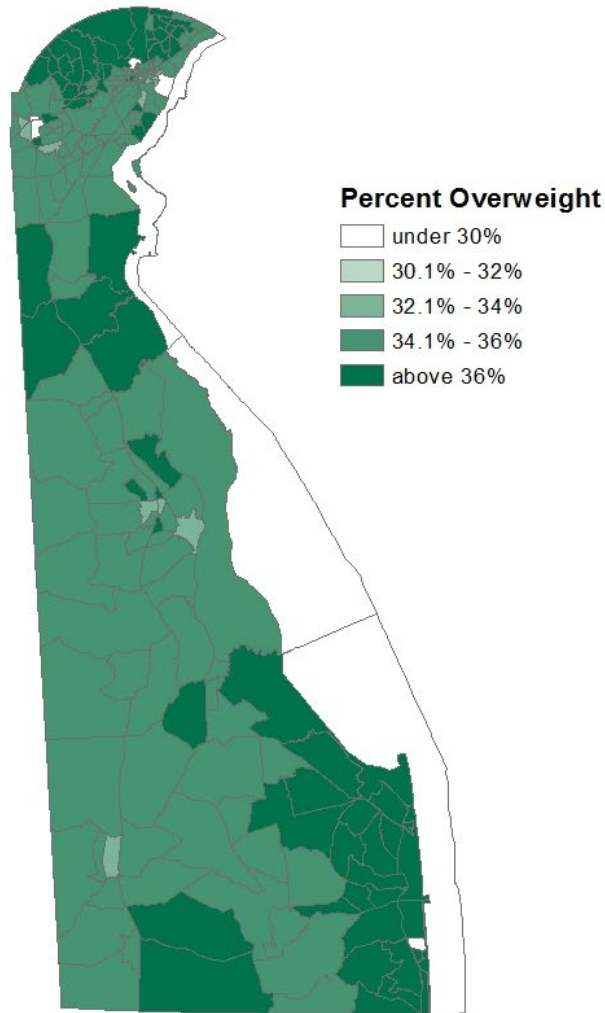 Percent Overweight
under 30%
30.1% - 32%
32.1% - 34%
34.1% - 36%
above 36%